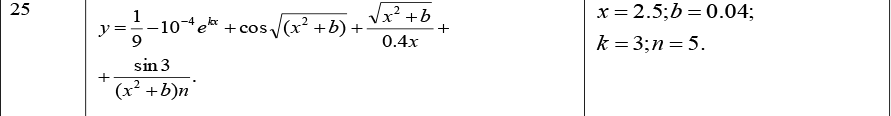 25
y = 1/9 − 10⁻⁴ e^{kx} + cos √((x² + b)) + √(x² + b) / 0.4x +
+ sin 3 / (x² + b)n .
x = 2.5; b = 0.04;
k = 3; n = 5.